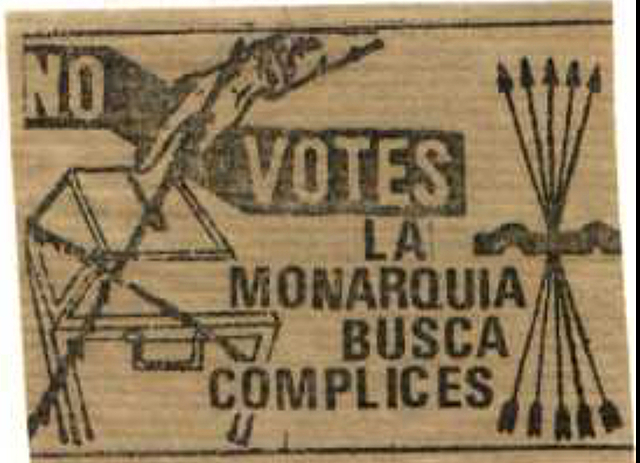 NO
VOTES
LA
MONARQUIA
BUSCA
COMPLICES